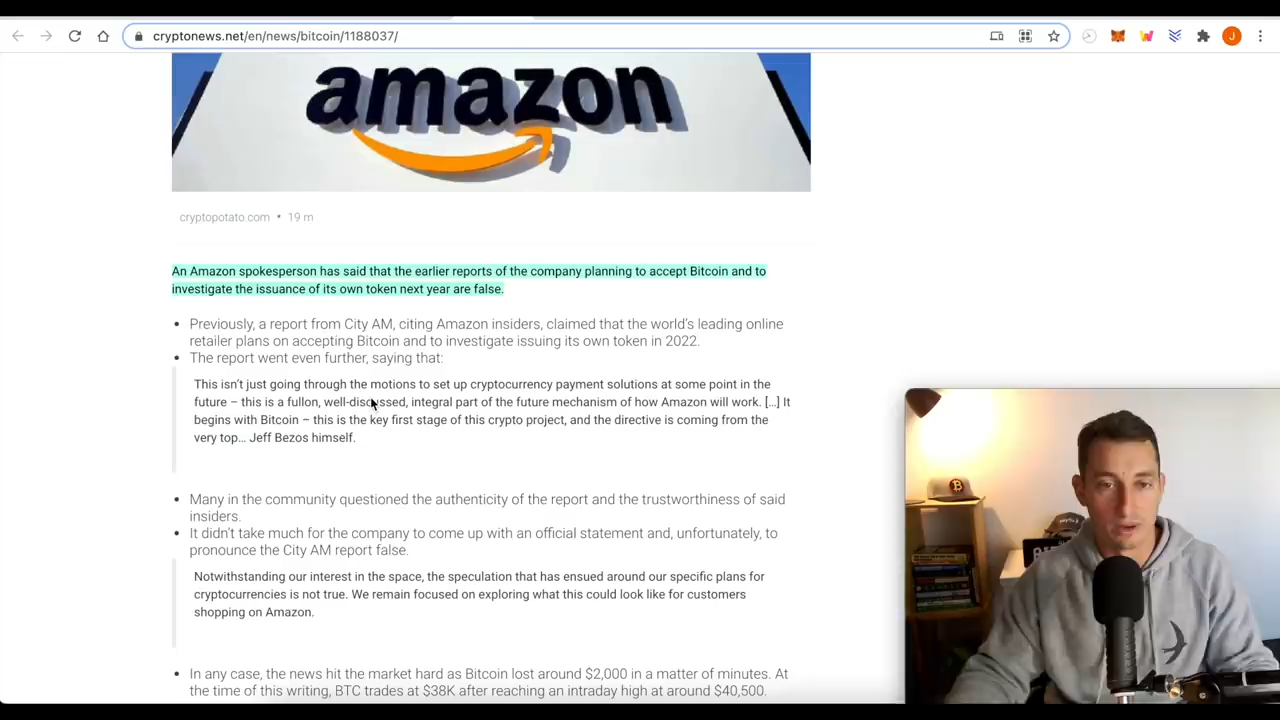 cryptonews.net/en/news/bitcoin/1188037/
J
amazon
cryptopotato.com • 19 m
An Amazon spokesperson has said that the earlier reports of the company planning to accept Bitcoin and to
investigate the issuance of its own token next year are false.
• Previously, a report from City AM, citing Amazon insiders, claimed that the world's leading online
retailer plans on accepting Bitcoin and to investigate issuing its own token in 2022.
• The report went even further, saying that:
This isn't just going through the motions to set up cryptocurrency payment solutions at some point in the
future – this is a fullon, well-discussed, integral part of the future mechanism of how Amazon will work. […] It
begins with Bitcoin – this is the key first stage of this crypto project, and the directive is coming from the
very top… Jeff Bezos himself.
• Many in the community questioned the authenticity of the report and the trustworthiness of said
insiders.
• It didn't take much for the company to come up with an official statement and, unfortunately, to
pronounce the City AM report false.
Notwithstanding our interest in the space, the speculation that has ensued around our specific plans for
cryptocurrencies is not true. We remain focused on exploring what this could look like for customers
shopping on Amazon.
• In any case, the news hit the market hard as Bitcoin lost around $2,000 in a matter of minutes. At
the time of this writing, BTC trades at $38K after reaching an intraday high at around $40,500.